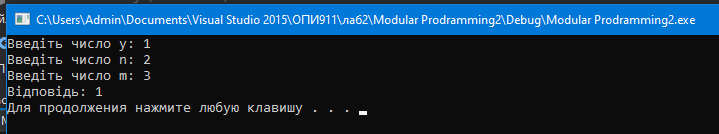 C:\Users\Admin\Documents\Visual Studio 2015\ОПИ911\ла62\Modular Prodramming2\Debug\Modular Prodramming2.exe
Введіть число y: 1
Введіть число n: 2
Введіть число m: 3
Відповідь: 1
Для продолжения нажмите любую клавишу . . .